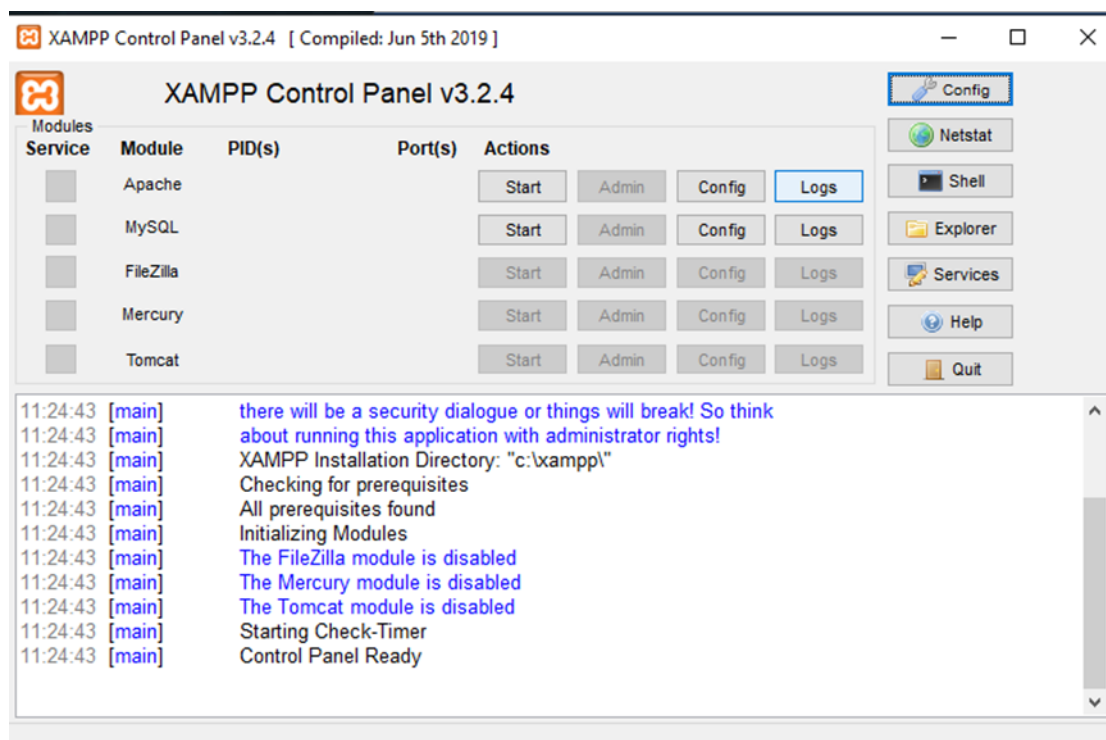 XAMPP Control Panel v3.2.4 [ Compiled: Jun 5th 2019 ]
XAMPP Control Panel v3.2.4
Config
Modules
Service Module PID(s) Port(s) Actions
Netstat
Apache Start Admin Config Logs
Shell
MySQL Start Admin Config Logs
Explorer
FileZilla Start Admin Config Logs
Services
Mercury Start Admin Config Logs
Help
Tomcat Start Admin Config Logs
Quit
11:24:43 [main] there will be a security dialogue or things will break! So think
11:24:43 [main] about running this application with administrator rights!
11:24:43 [main] XAMPP Installation Directory: "c:\xampp\"
11:24:43 [main] Checking for prerequisites
11:24:43 [main] All prerequisites found
11:24:43 [main] Initializing Modules
11:24:43 [main] The FileZilla module is disabled
11:24:43 [main] The Mercury module is disabled
11:24:43 [main] The Tomcat module is disabled
11:24:43 [main] Starting Check-Timer
11:24:43 [main] Control Panel Ready